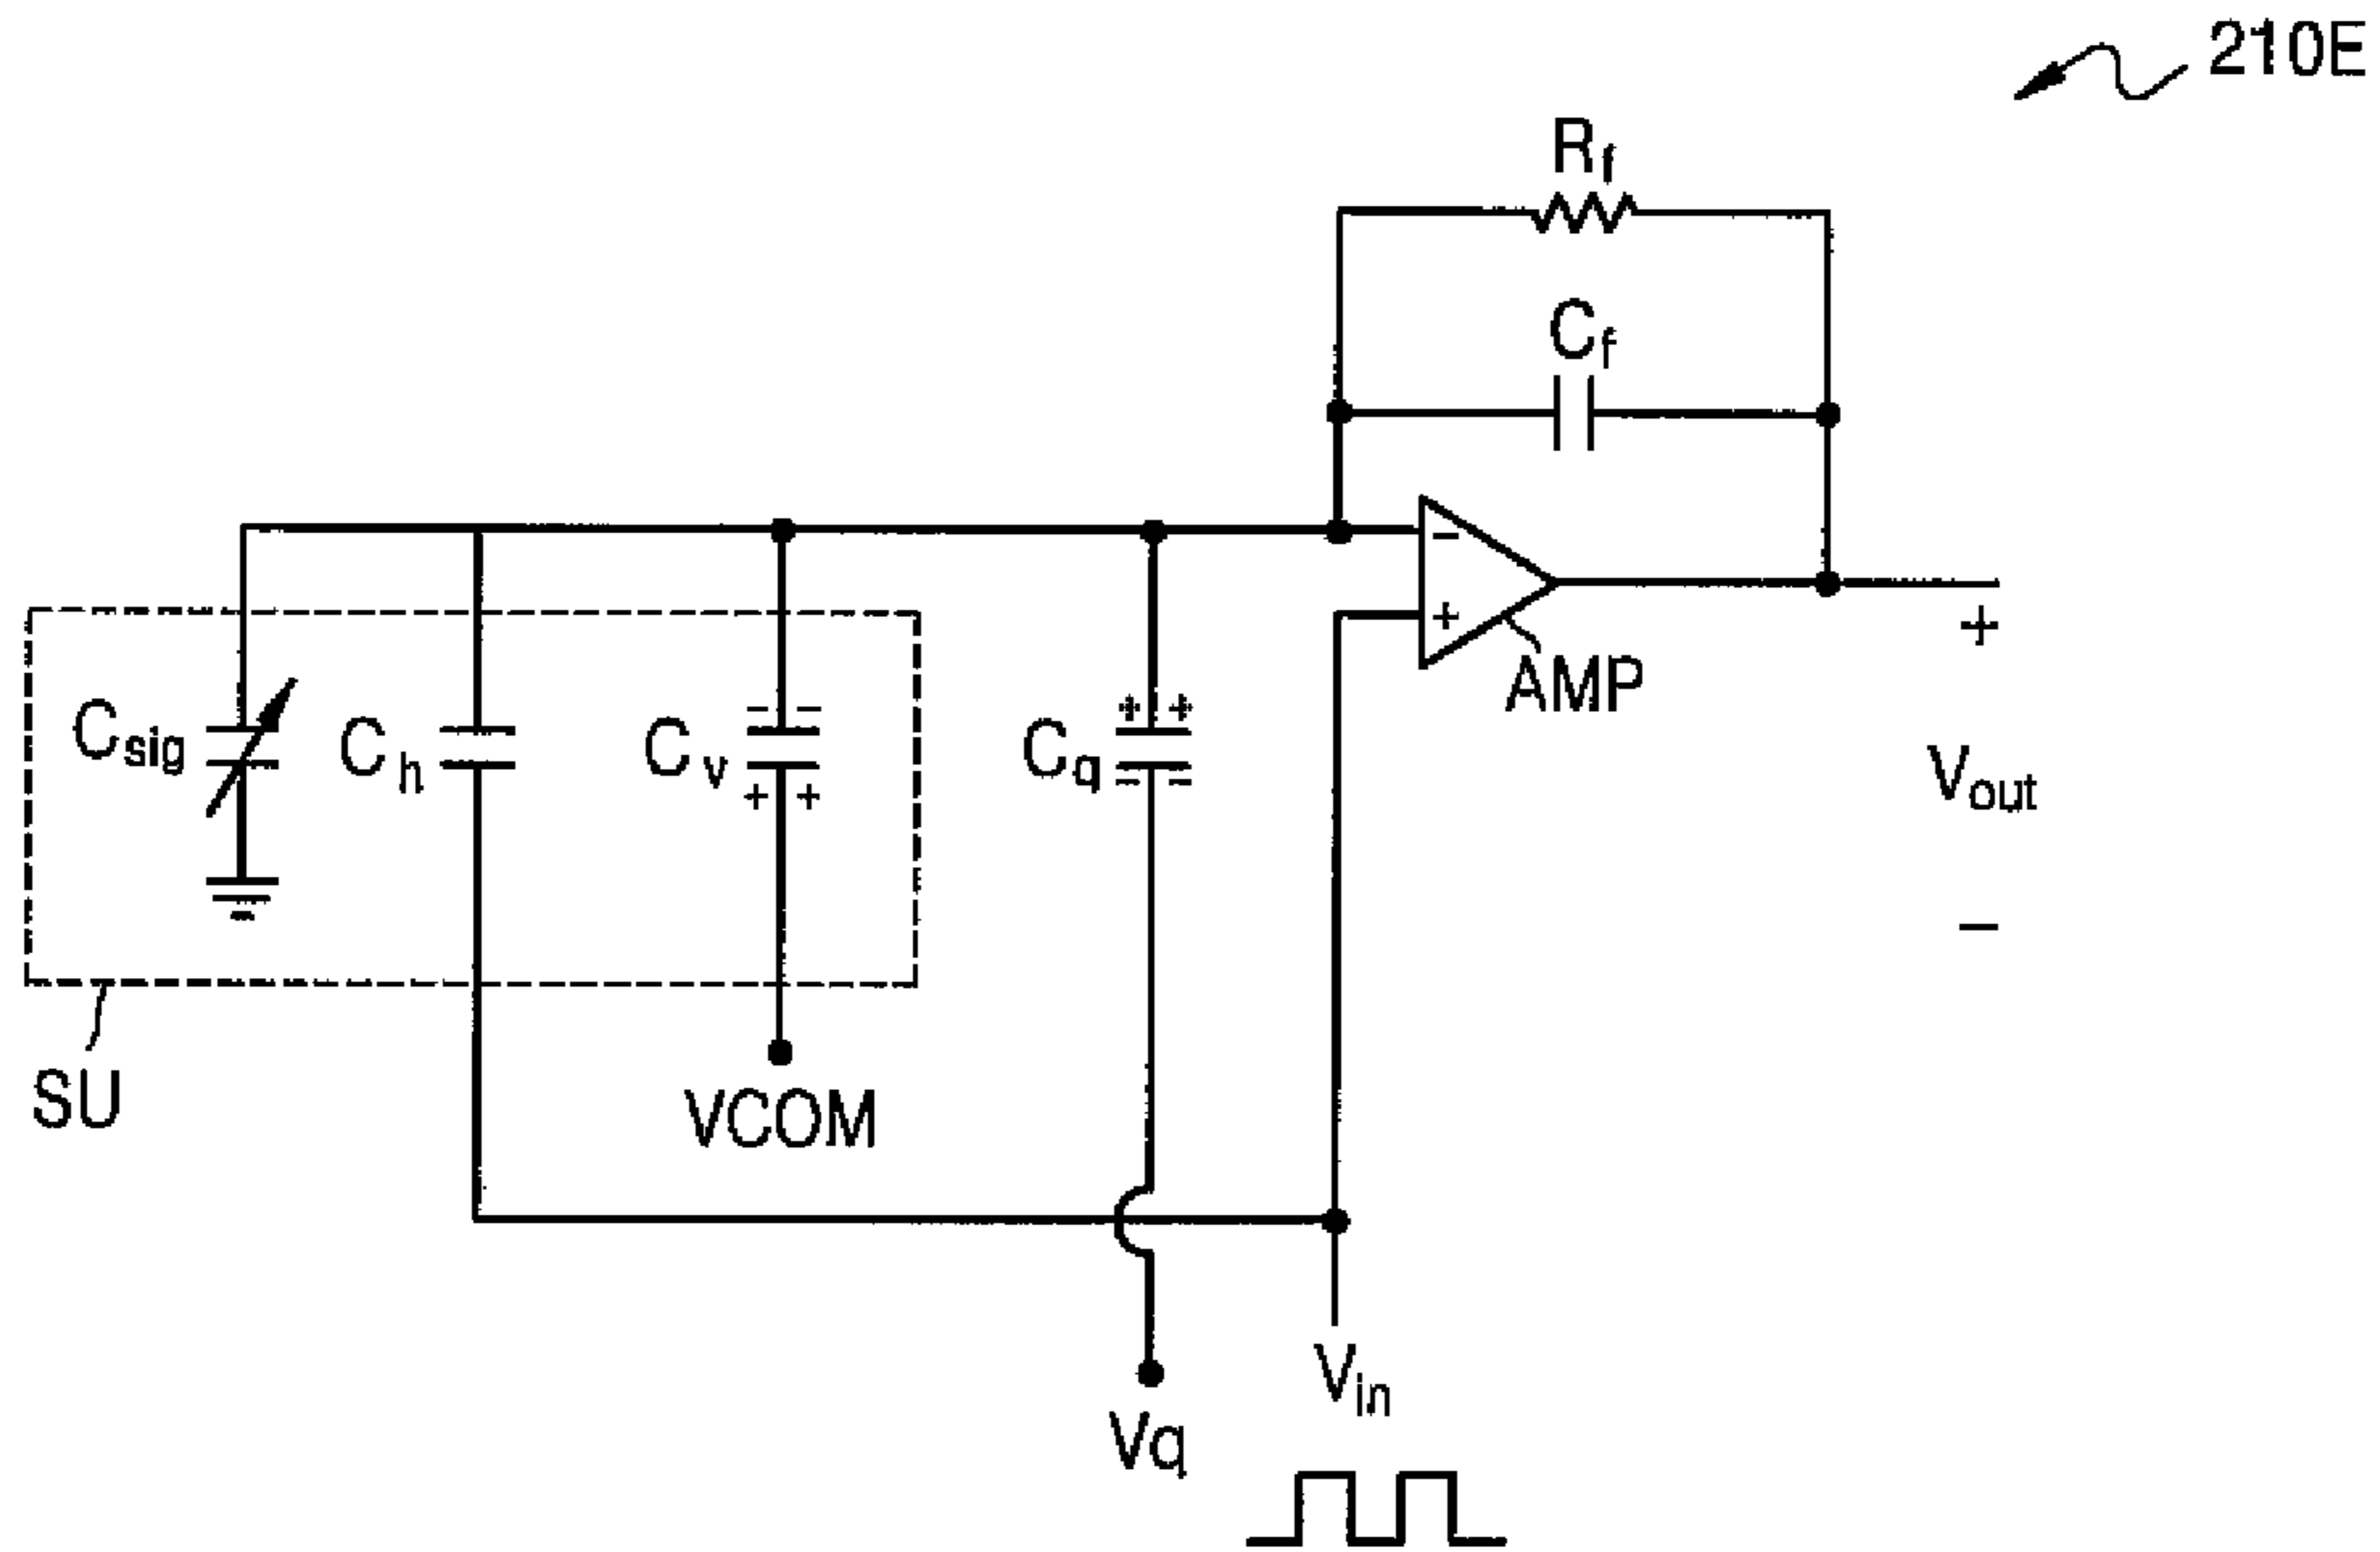 210E
Rf
Cf
−
+
AMP
+
Vout
−
Csig
Ch
Cv
− −
+ +
Cq
+ +
− −
SU
VCOM
Vin
Vq